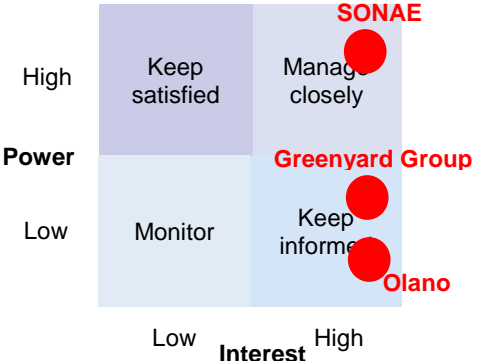 SONAE
High
Keep
satisfied
Manage
closely
Power
Greenyard Group
Low
Monitor
Keep
informed
Olano
Low
High
Interest